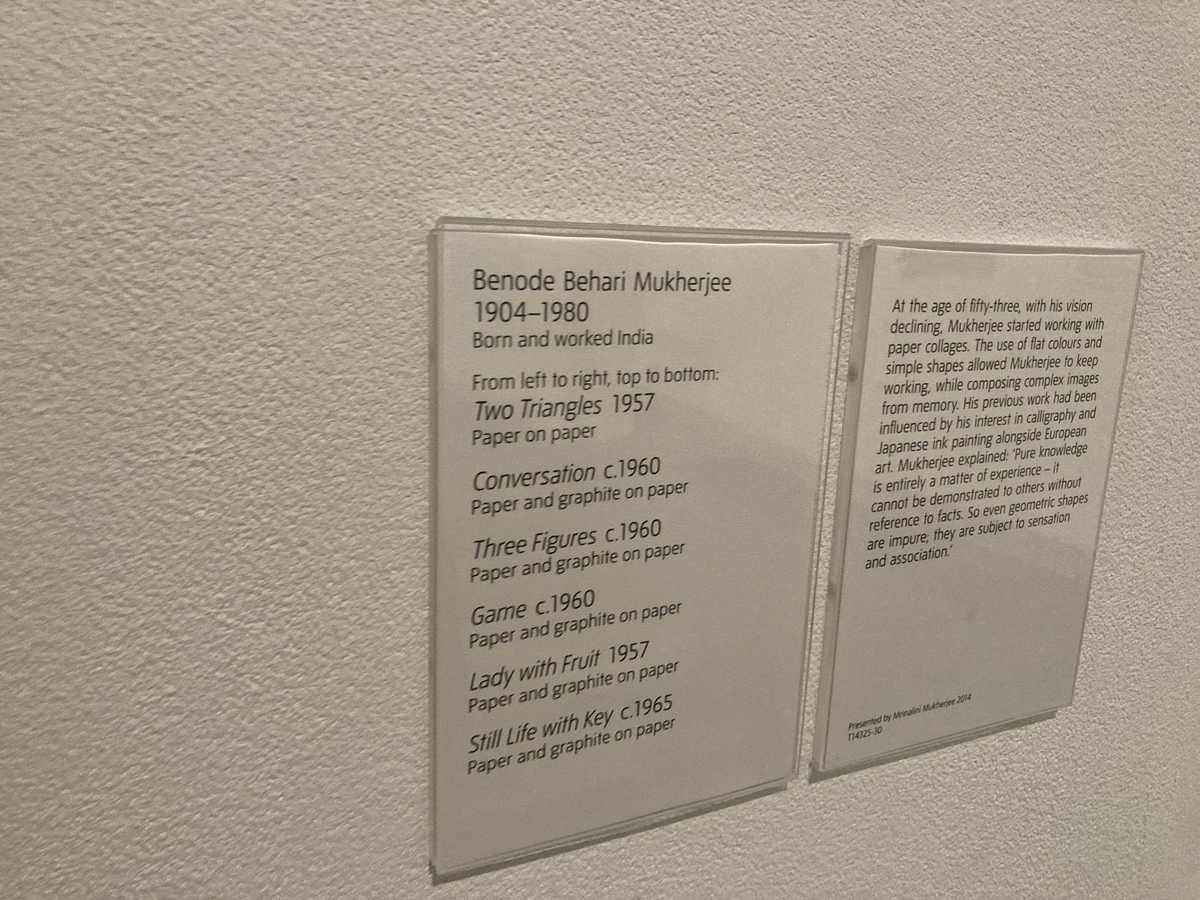 Benode Behari Mukherjee
1904–1980
Born and worked India
From left to right, top to bottom:
Two Triangles 1957
Paper on paper
Conversation c.1960
Paper and graphite on paper
Three Figures c.1960
Paper and graphite on paper
Game c.1960
Paper and graphite on paper
Lady with Fruit 1957
Paper and graphite on paper
Still Life with Key c.1965
Paper and graphite on paper
At the age of fifty-three, with his vision
declining, Mukherjee started working with
paper collages. The use of flat colours and
simple shapes allowed Mukherjee to keep
working, while composing complex images
from memory. His previous work had been
influenced by his interest in calligraphy and
Japanese ink painting alongside European
art. Mukherjee explained: ‘Pure knowledge
is entirely a matter of experience – it
cannot be demonstrated to others without
reference to facts. So even geometric shapes
are impure; they are subject to sensation
and association.’
Presented by Mrinalini Mukherjee 2014
T14325-30